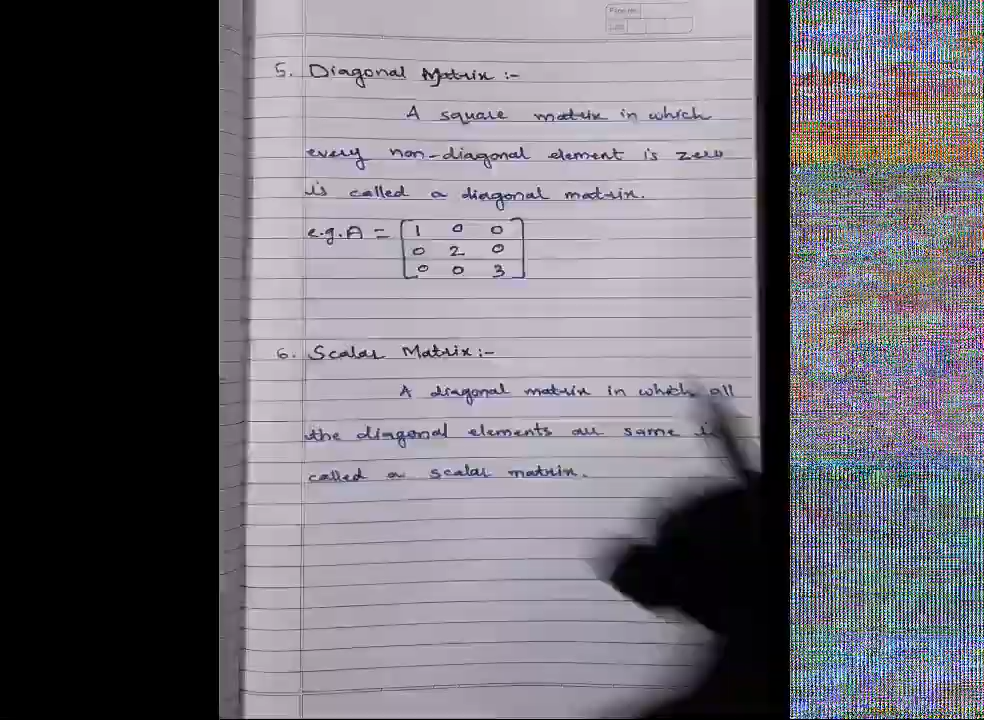 5. Diagonal Matrix :-
A square matrix in which
every non-diagonal element is zero
is called a diagonal matrix.
e.g. A = [1 0 0
0 2 0
0 0 3]
6. Scalar Matrix :-
A diagonal matrix in which all
the diagonal elements are same
called a scalar matrix.